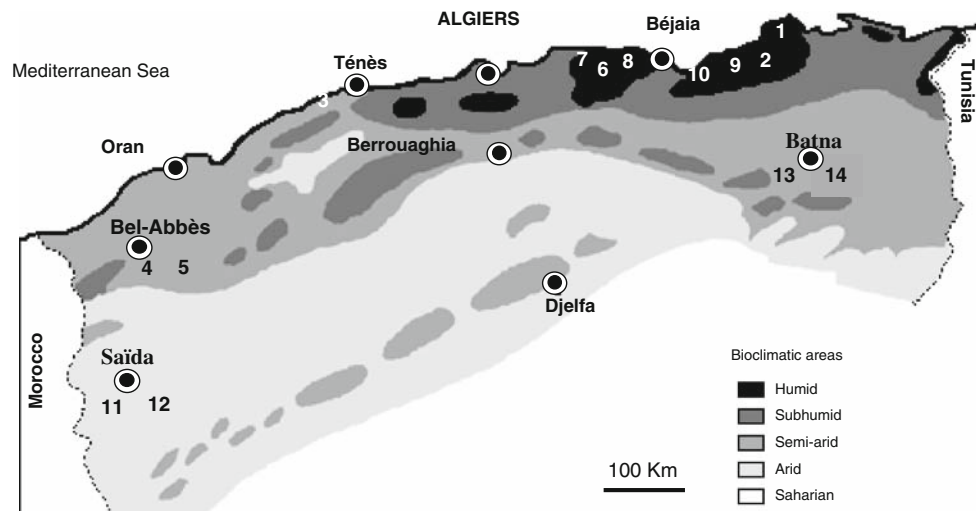 ALGIERS
Béjaia
1
Mediterranean Sea
Ténès
7 8
6
10 9 2
3
Tunisia
Oran
Berrouaghia
Batna
13 14
Bel-Abbès
4 5
Djelfa
Morocco
Saïda
11 12
Bioclimatic areas
Humid
Subhumid
Semi-arid
Arid
Saharian
100 Km